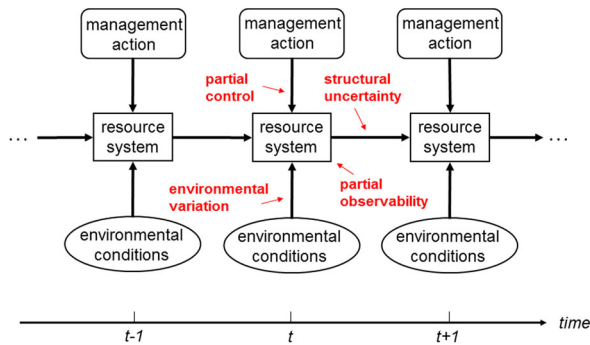 management
action
management
action
management
action
partial
control
structural
uncertainty
... resource
system
resource
system
resource
system ...
environmental
variation
partial
observability
environmental
conditions
environmental
conditions
environmental
conditions
time
t-1
t
t+1